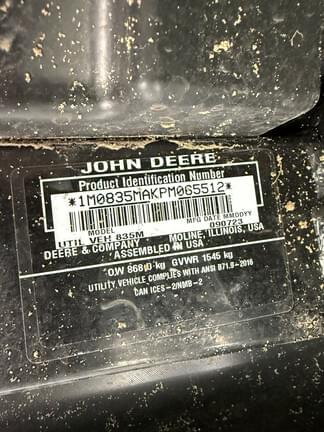 JOHN DEERE
Product Identification Number
*1M0835MAKPM065512*
MODEL MFG DATE MMDDYY
UTIL VEH 835M 090723
DEERE & COMPANY MOLINE, ILLINOIS, USA
ASSEMBLED IN USA
O.W 868.0 kg GVWR 1545 kg
UTILITY VEHICLE COMPLIES WITH ANSI B71.9-2016
CAN ICES-2/NMB-2